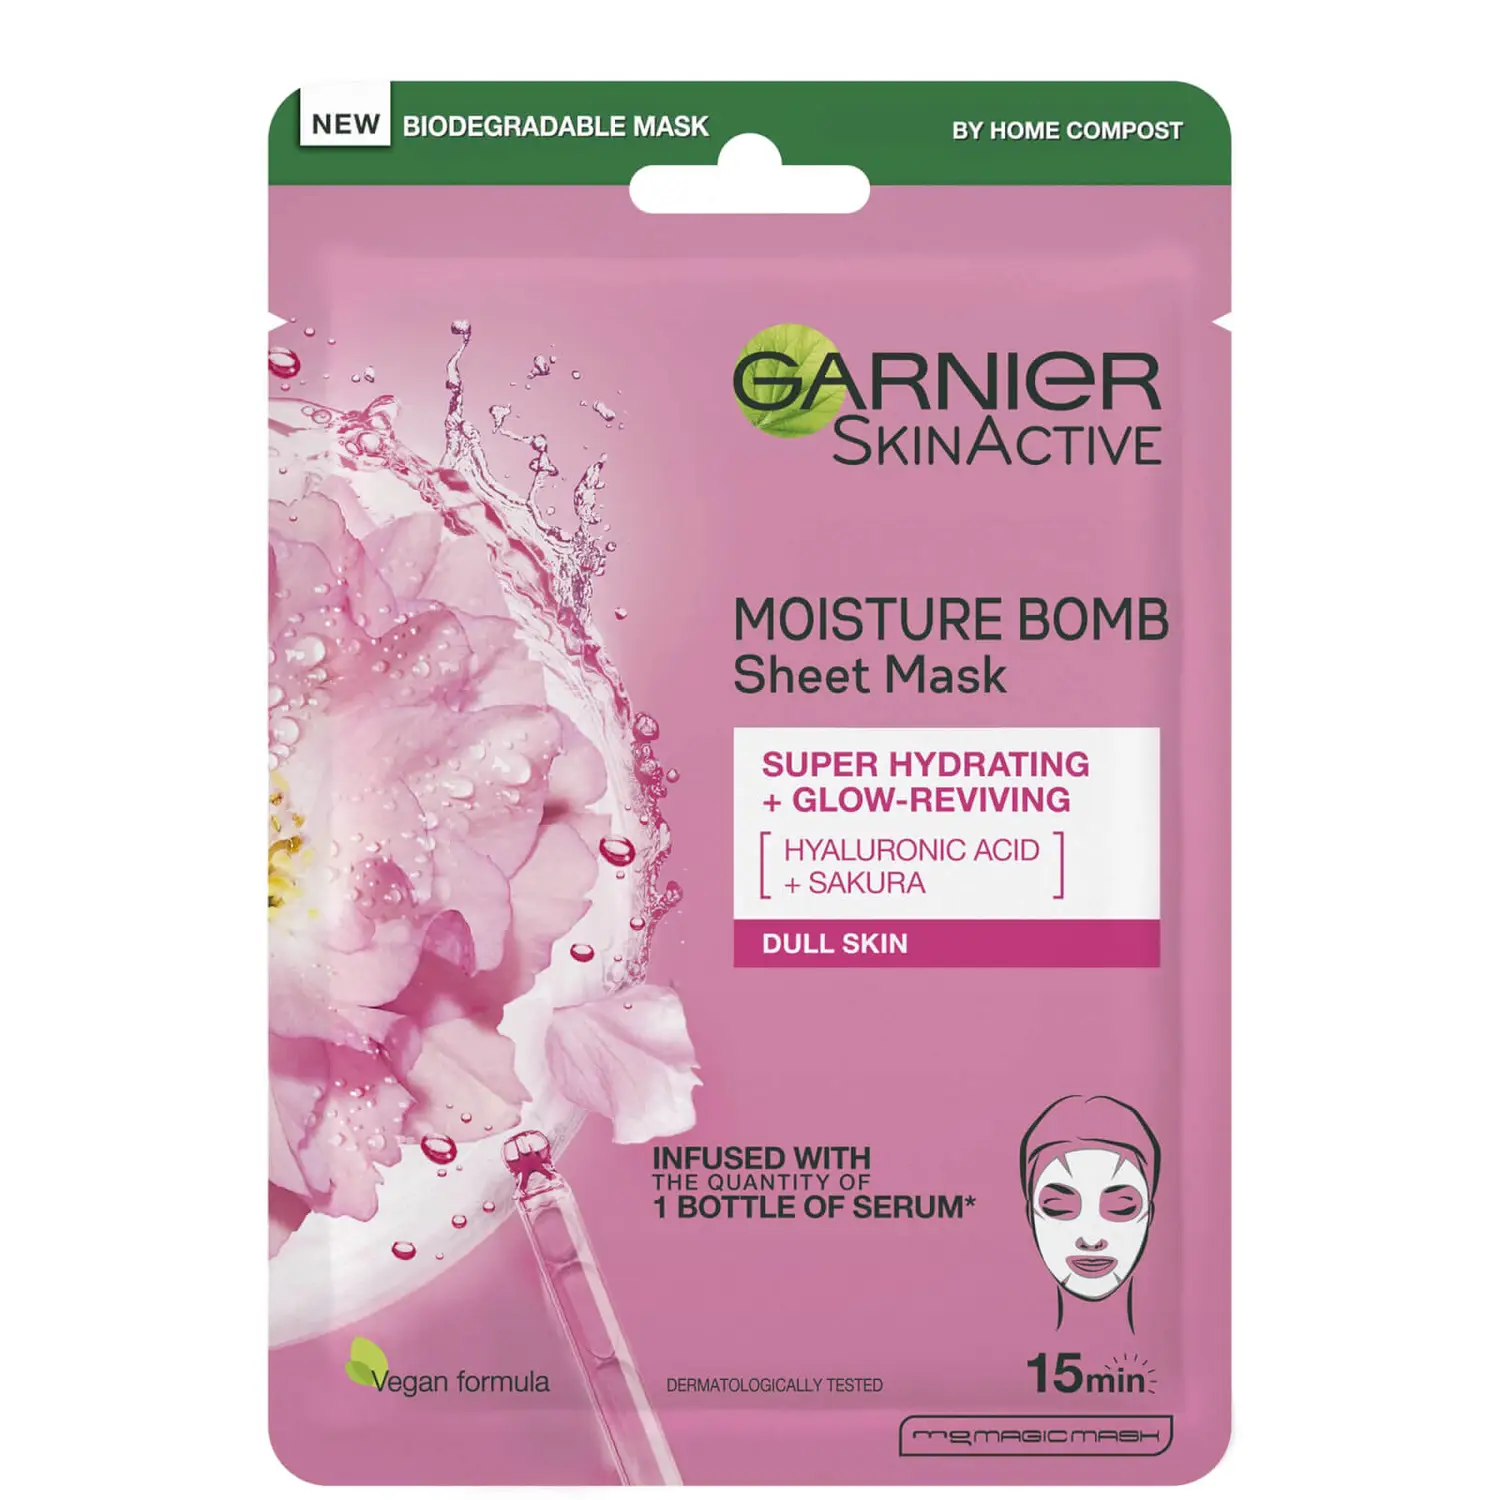 NEW BIODEGRADABLE MASK
BY HOME COMPOST
GARNIER
SKINACTIVE
MOISTURE BOMB
Sheet Mask
SUPER HYDRATING
+ GLOW-REVIVING
[ HYALURONIC ACID
+ SAKURA ]
DULL SKIN
INFUSED WITH
THE QUANTITY OF
1 BOTTLE OF SERUM*
Vegan formula
DERMATOLOGICALLY TESTED
15min
mg MAGIC MASK